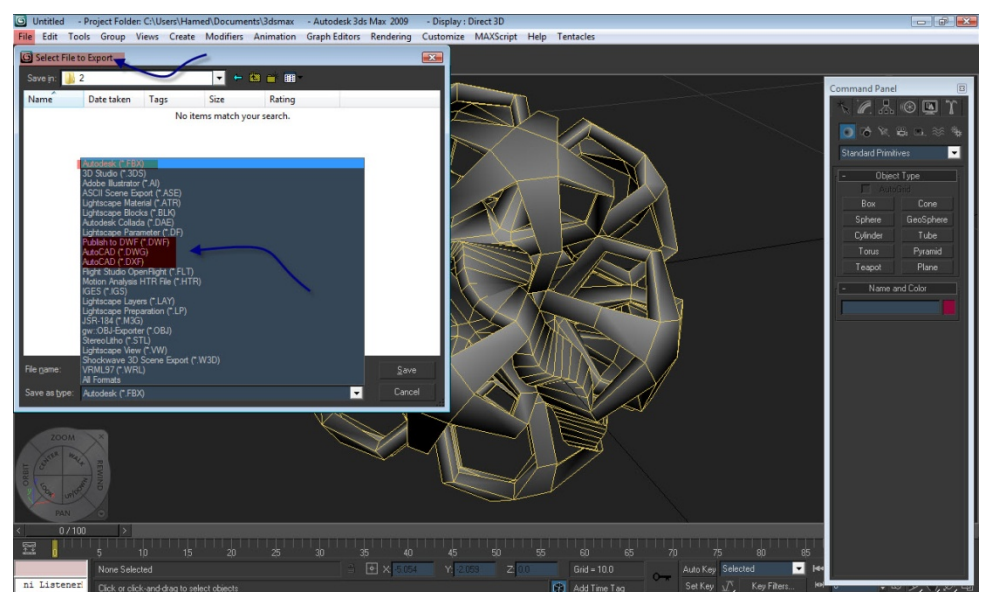 Untitled - Project Folder: C:\Users\Hamed\Documents\3dsmax - Autodesk 3ds Max 2009 - Display : Direct 3D
File Edit Tools Group Views Create Modifiers Animation Graph Editors Rendering Customize MAXScript Help Tentacles
Select File to Export
Save in: 2
Name Date taken Tags Size Rating
No items match your search.
Autodesk (*.FBX)
3D Studio (*.3DS)
Adobe Illustrator (*.AI)
ASCII Scene Export (*.ASE)
Lightscape Material (*.ATR)
Lightscape Blocks (*.BLK)
Autodesk Collada (*.DAE)
Lightscape Parameter (*.DF)
Publish to DWF (*.DWF)
AutoCAD (*.DWG)
AutoCAD (*.DXF)
Flight Studio OpenFlight (*.FLT)
Motion Analysis HTR File (*.HTR)
IGES (*.IGS)
Lightscape Layers (*.LAY)
Lightscape Preparation (*.LP)
JSR-184 (*.M3G)
gw::OBJ-Exporter (*.OBJ)
StereoLitho (*.STL)
Lightscape View (*.VW)
Shockwave 3D Scene Export (*.W3D)
VRML97 (*.WRL)
All Formats
File name: Save
Save as type: Autodesk (*.FBX) Cancel
Command Panel
Standard Primitives
- Object Type
AutoGrid
Box Cone
Sphere GeoSphere
Cylinder Tube
Torus Pyramid
Teapot Plane
- Name and Color
ZOOM
CENTER WALK
ORBIT REWIND
LOOK UP/DOWN
PAN
< 0 / 100 >
0 5 10 15 20 25 30 35 40 45 50 55 60 65 70 75 80 85
None Selected X: -5.054 Y: -2.059 Z: 0.0 Grid = 10.0 Auto Key Selected
ni Listener Click or click-and-drag to select objects Add Time Tag Set Key Key Filters... 0